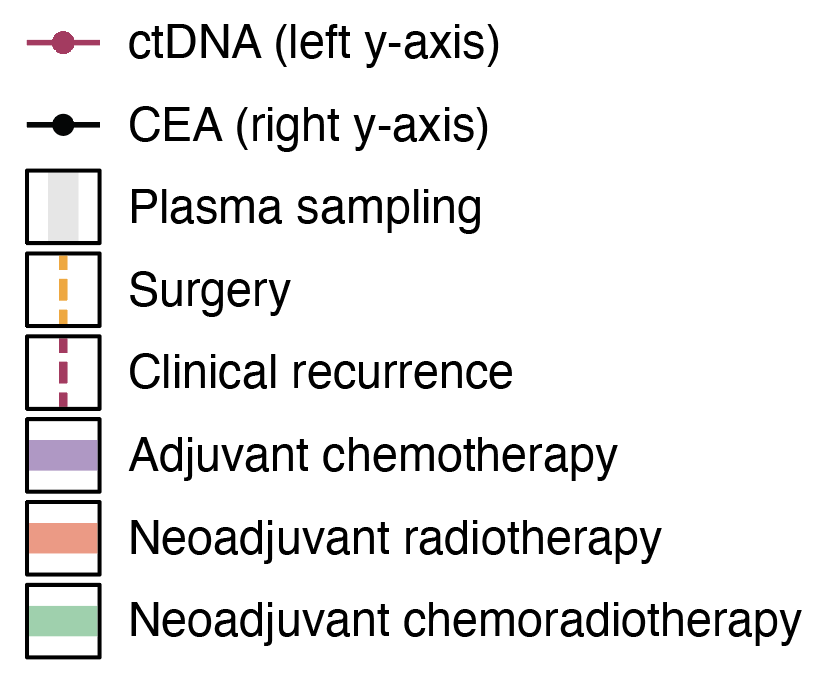 ctDNA (left y-axis)
CEA (right y-axis)
Plasma sampling
Surgery
Clinical recurrence
Adjuvant chemotherapy
Neoadjuvant radiotherapy
Neoadjuvant chemoradiotherapy